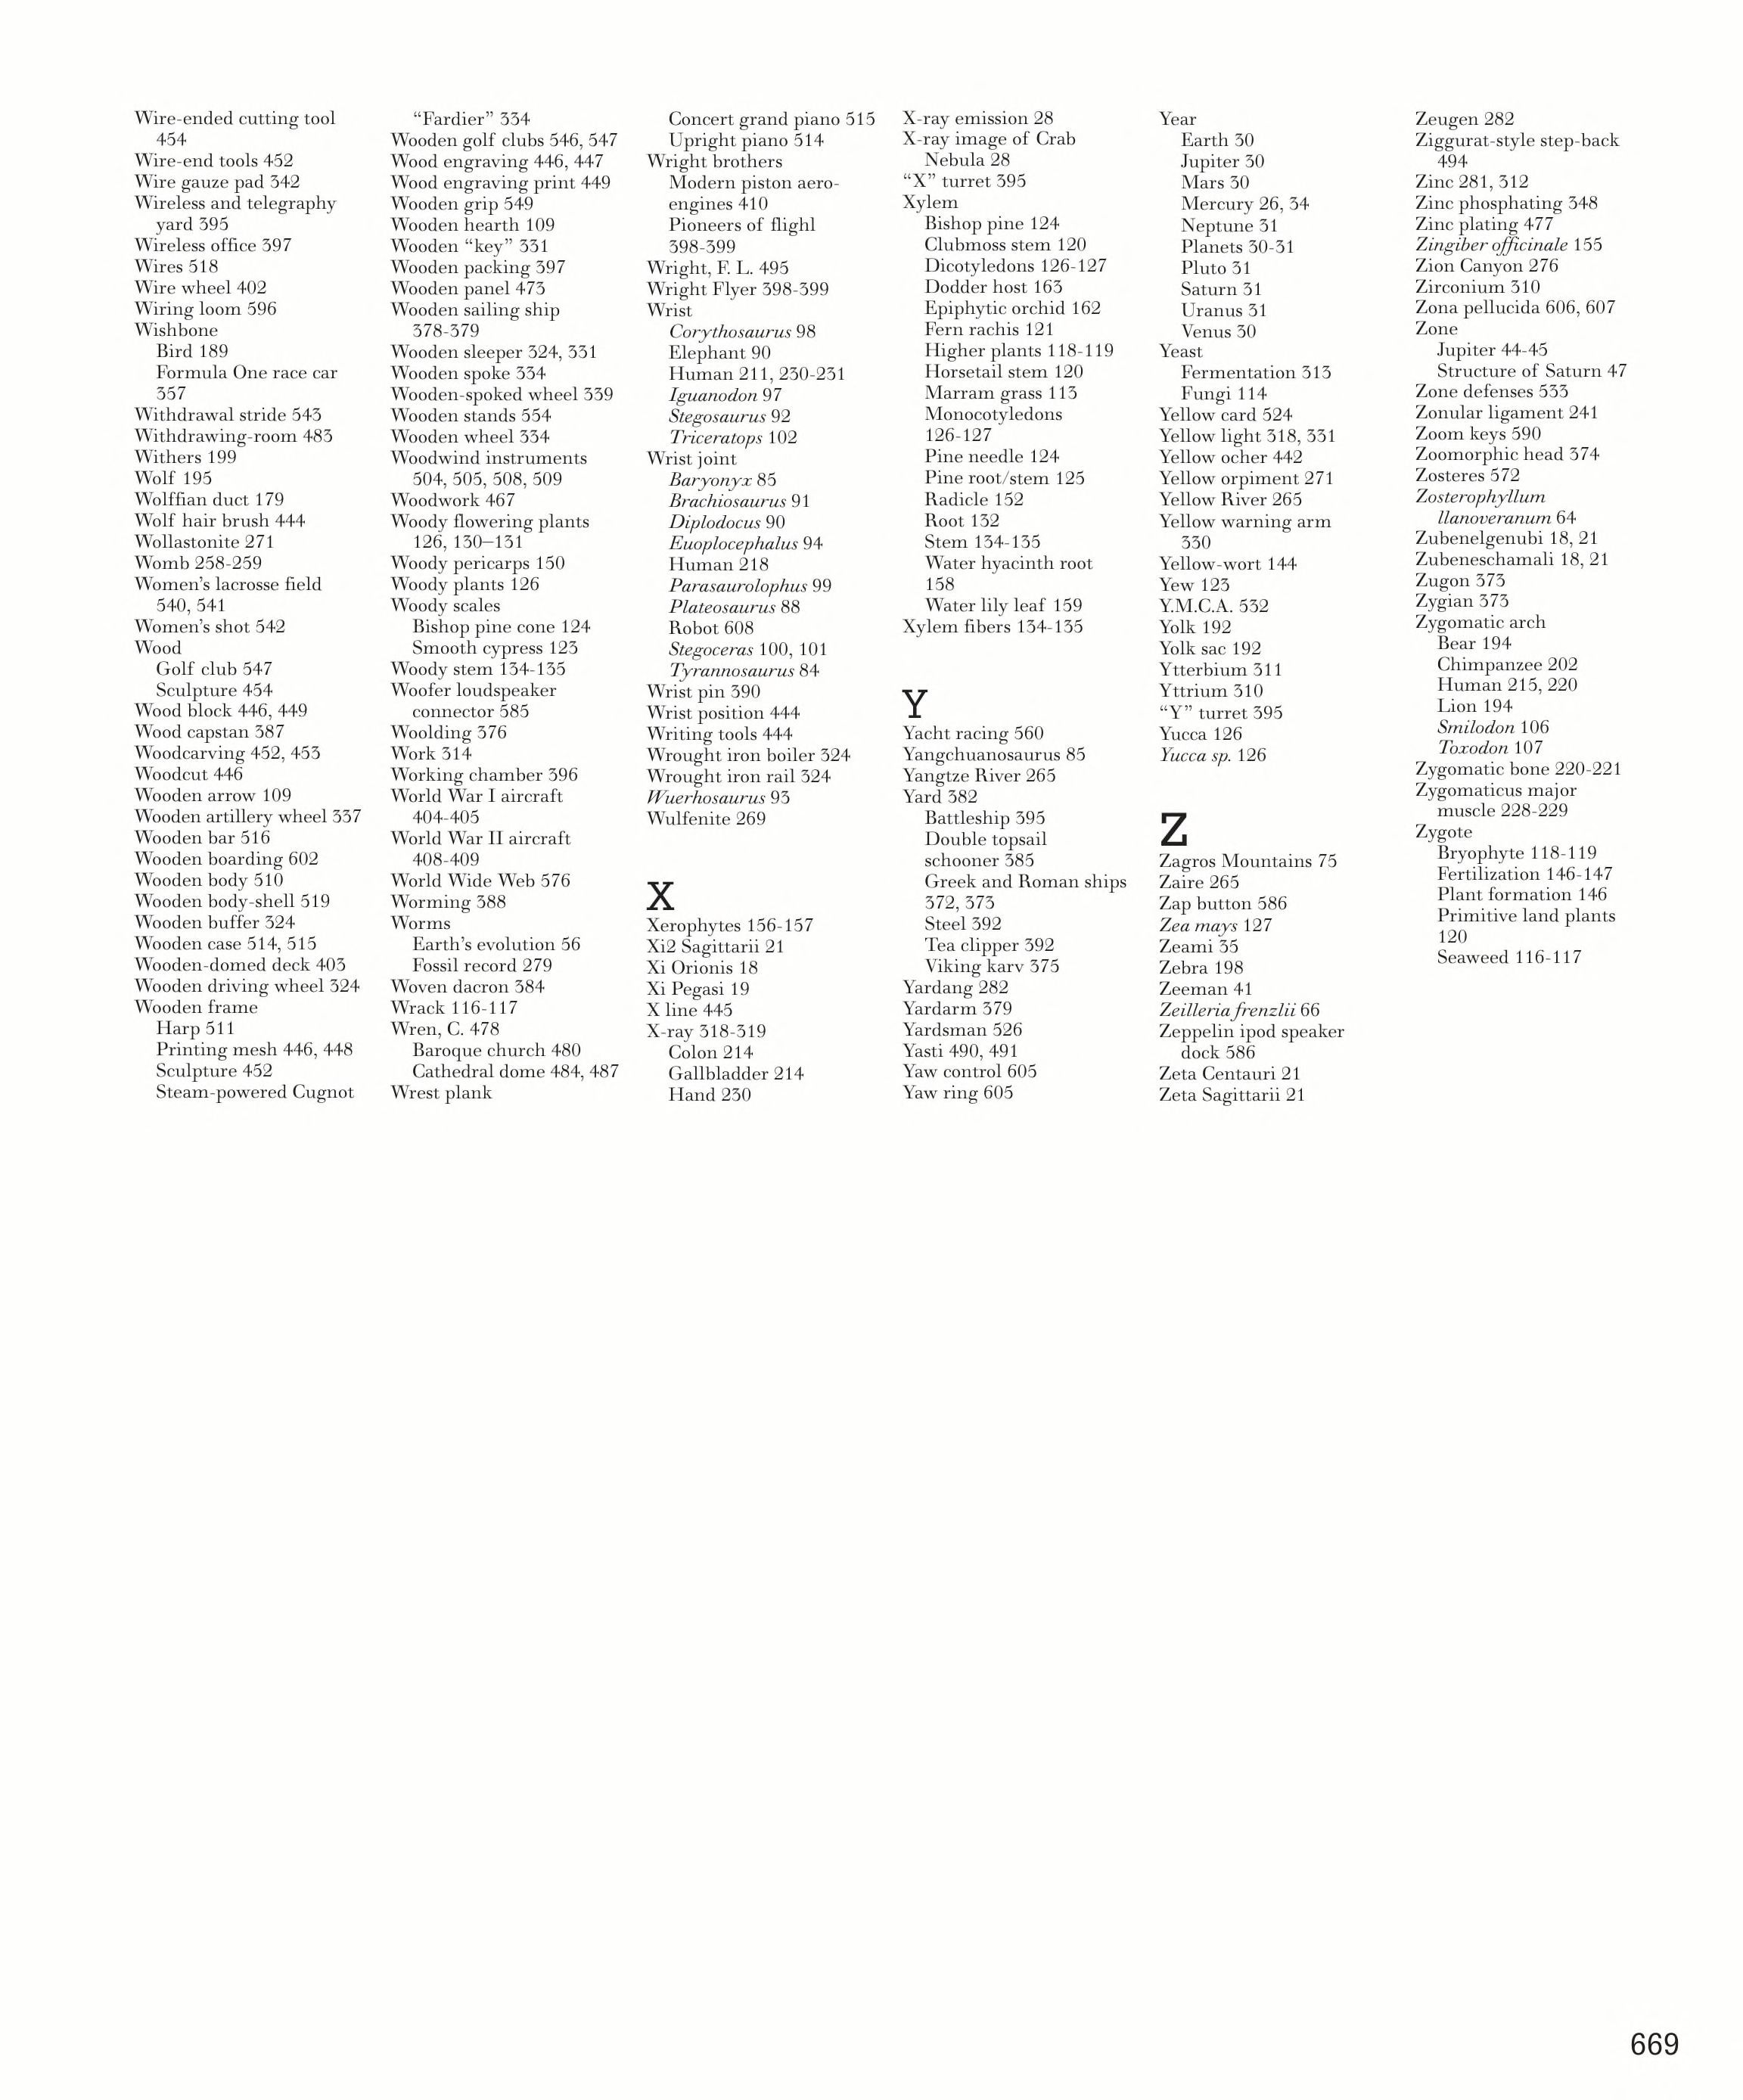 Wire-ended cutting tool
454
Wire-end tools 452
Wire gauze pad 342
Wireless and telegraphy
yard 395
Wireless office 397
Wires 518
Wire wheel 402
Wiring loom 596
Wishbone
Bird 189
Formula One race car
357
Withdrawal stride 543
Withdrawing-room 483
Withers 199
Wolf 195
Wolffian duct 179
Wolf hair brush 444
Wollastonite 271
Womb 258-259
Women's lacrosse field
540, 541
Women's shot 542
Wood
Golf club 547
Sculpture 454
Wood block 446, 449
Wood capstan 387
Woodcarving 452, 453
Woodcut 446
Wooden arrow 109
Wooden artillery wheel 337
Wooden bar 516
Wooden boarding 602
Wooden body 510
Wooden body-shell 519
Wooden buffer 324
Wooden case 514, 515
Wooden-domed deck 403
Wooden driving wheel 324
Wooden frame
Harp 511
Printing mesh 446, 448
Sculpture 452
Steam-powered Cugnot
“Fardier” 334
Wooden golf clubs 546, 547
Wood engraving 446, 447
Wood engraving print 449
Wooden grip 549
Wooden hearth 109
Wooden “key” 331
Wooden packing 397
Wooden panel 473
Wooden sailing ship
378-379
Wooden sleeper 324, 331
Wooden spoke 334
Wooden-spoked wheel 339
Wooden stands 554
Wooden wheel 334
Woodwind instruments
504, 505, 508, 509
Woodwork 467
Woody flowering plants
126, 130–131
Woody pericarps 150
Woody plants 126
Woody scales
Bishop pine cone 124
Smooth cypress 123
Woody stem 134-135
Woofer loudspeaker
connector 585
Woolding 376
Work 314
Working chamber 396
World War I aircraft
404-405
World War II aircraft
408-409
World Wide Web 576
Worming 388
Worms
Earth's evolution 56
Fossil record 279
Woven dacron 384
Wrack 116-117
Wren, C. 478
Baroque church 480
Cathedral dome 484, 487
Wrest plank
Concert grand piano 515
Upright piano 514
Wright brothers
Modern piston aero-
engines 410
Pioneers of flighl
398-399
Wright, F. L. 495
Wright Flyer 398-399
Wrist
Corythosaurus 98
Elephant 90
Human 211, 230-231
Iguanodon 97
Stegosaurus 92
Triceratops 102
Wrist joint
Baryonyx 85
Brachiosaurus 91
Diplodocus 90
Euoplocephalus 94
Human 218
Parasaurolophus 99
Plateosaurus 88
Robot 608
Stegoceras 100, 101
Tyrannosaurus 84
Wrist pin 390
Wrist position 444
Writing tools 444
Wrought iron boiler 324
Wrought iron rail 324
Wuerhosaurus 93
Wulfenite 269
X
Xerophytes 156-157
Xi2 Sagittarii 21
Xi Orionis 18
Xi Pegasi 19
X line 445
X-ray 318-319
Colon 214
Gallbladder 214
Hand 230
X-ray emission 28
X-ray image of Crab
Nebula 28
“X” turret 395
Xylem
Bishop pine 124
Clubmoss stem 120
Dicotyledons 126-127
Dodder host 163
Epiphytic orchid 162
Fern rachis 121
Higher plants 118-119
Horsetail stem 120
Marram grass 113
Monocotyledons
126-127
Pine needle 124
Pine root/stem 125
Radicle 152
Root 132
Stem 134-135
Water hyacinth root
158
Water lily leaf 159
Xylem fibers 134-135
Y
Yacht racing 560
Yangchuanosaurus 85
Yangtze River 265
Yard 382
Battleship 395
Double topsail
schooner 385
Greek and Roman ships
372, 373
Steel 392
Tea clipper 392
Viking karv 375
Yardang 282
Yardarm 379
Yardsman 526
Yasti 490, 491
Yaw control 605
Yaw ring 605
Year
Earth 30
Jupiter 30
Mars 30
Mercury 26, 34
Neptune 31
Planets 30-31
Pluto 31
Saturn 31
Uranus 31
Venus 30
Yeast
Fermentation 313
Fungi 114
Yellow card 524
Yellow light 318, 331
Yellow ocher 442
Yellow orpiment 271
Yellow River 265
Yellow warning arm
330
Yellow-wort 144
Yew 123
Y.M.C.A. 532
Yolk 192
Yolk sac 192
Ytterbium 311
Yttrium 310
“Y” turret 395
Yucca 126
Yucca sp. 126
Z
Zagros Mountains 75
Zaire 265
Zap button 586
Zea mays 127
Zeami 35
Zebra 198
Zeeman 41
Zeilleria frenzlii 66
Zeppelin ipod speaker
dock 586
Zeta Centauri 21
Zeta Sagittarii 21
Zeugen 282
Ziggurat-style step-back
494
Zinc 281, 312
Zinc phosphating 348
Zinc plating 477
Zingiber officinale 155
Zion Canyon 276
Zirconium 310
Zona pellucida 606, 607
Zone
Jupiter 44-45
Structure of Saturn 47
Zone defenses 533
Zonular ligament 241
Zoom keys 590
Zoomorphic head 374
Zosteres 572
Zosterophyllum
llanoveranum 64
Zubenelgenubi 18, 21
Zubeneschamali 18, 21
Zugon 373
Zygian 373
Zygomatic arch
Bear 194
Chimpanzee 202
Human 215, 220
Lion 194
Smilodon 106
Toxodon 107
Zygomatic bone 220-221
Zygomaticus major
muscle 228-229
Zygote
Bryophyte 118-119
Fertilization 146-147
Plant formation 146
Primitive land plants
120
Seaweed 116-117
669